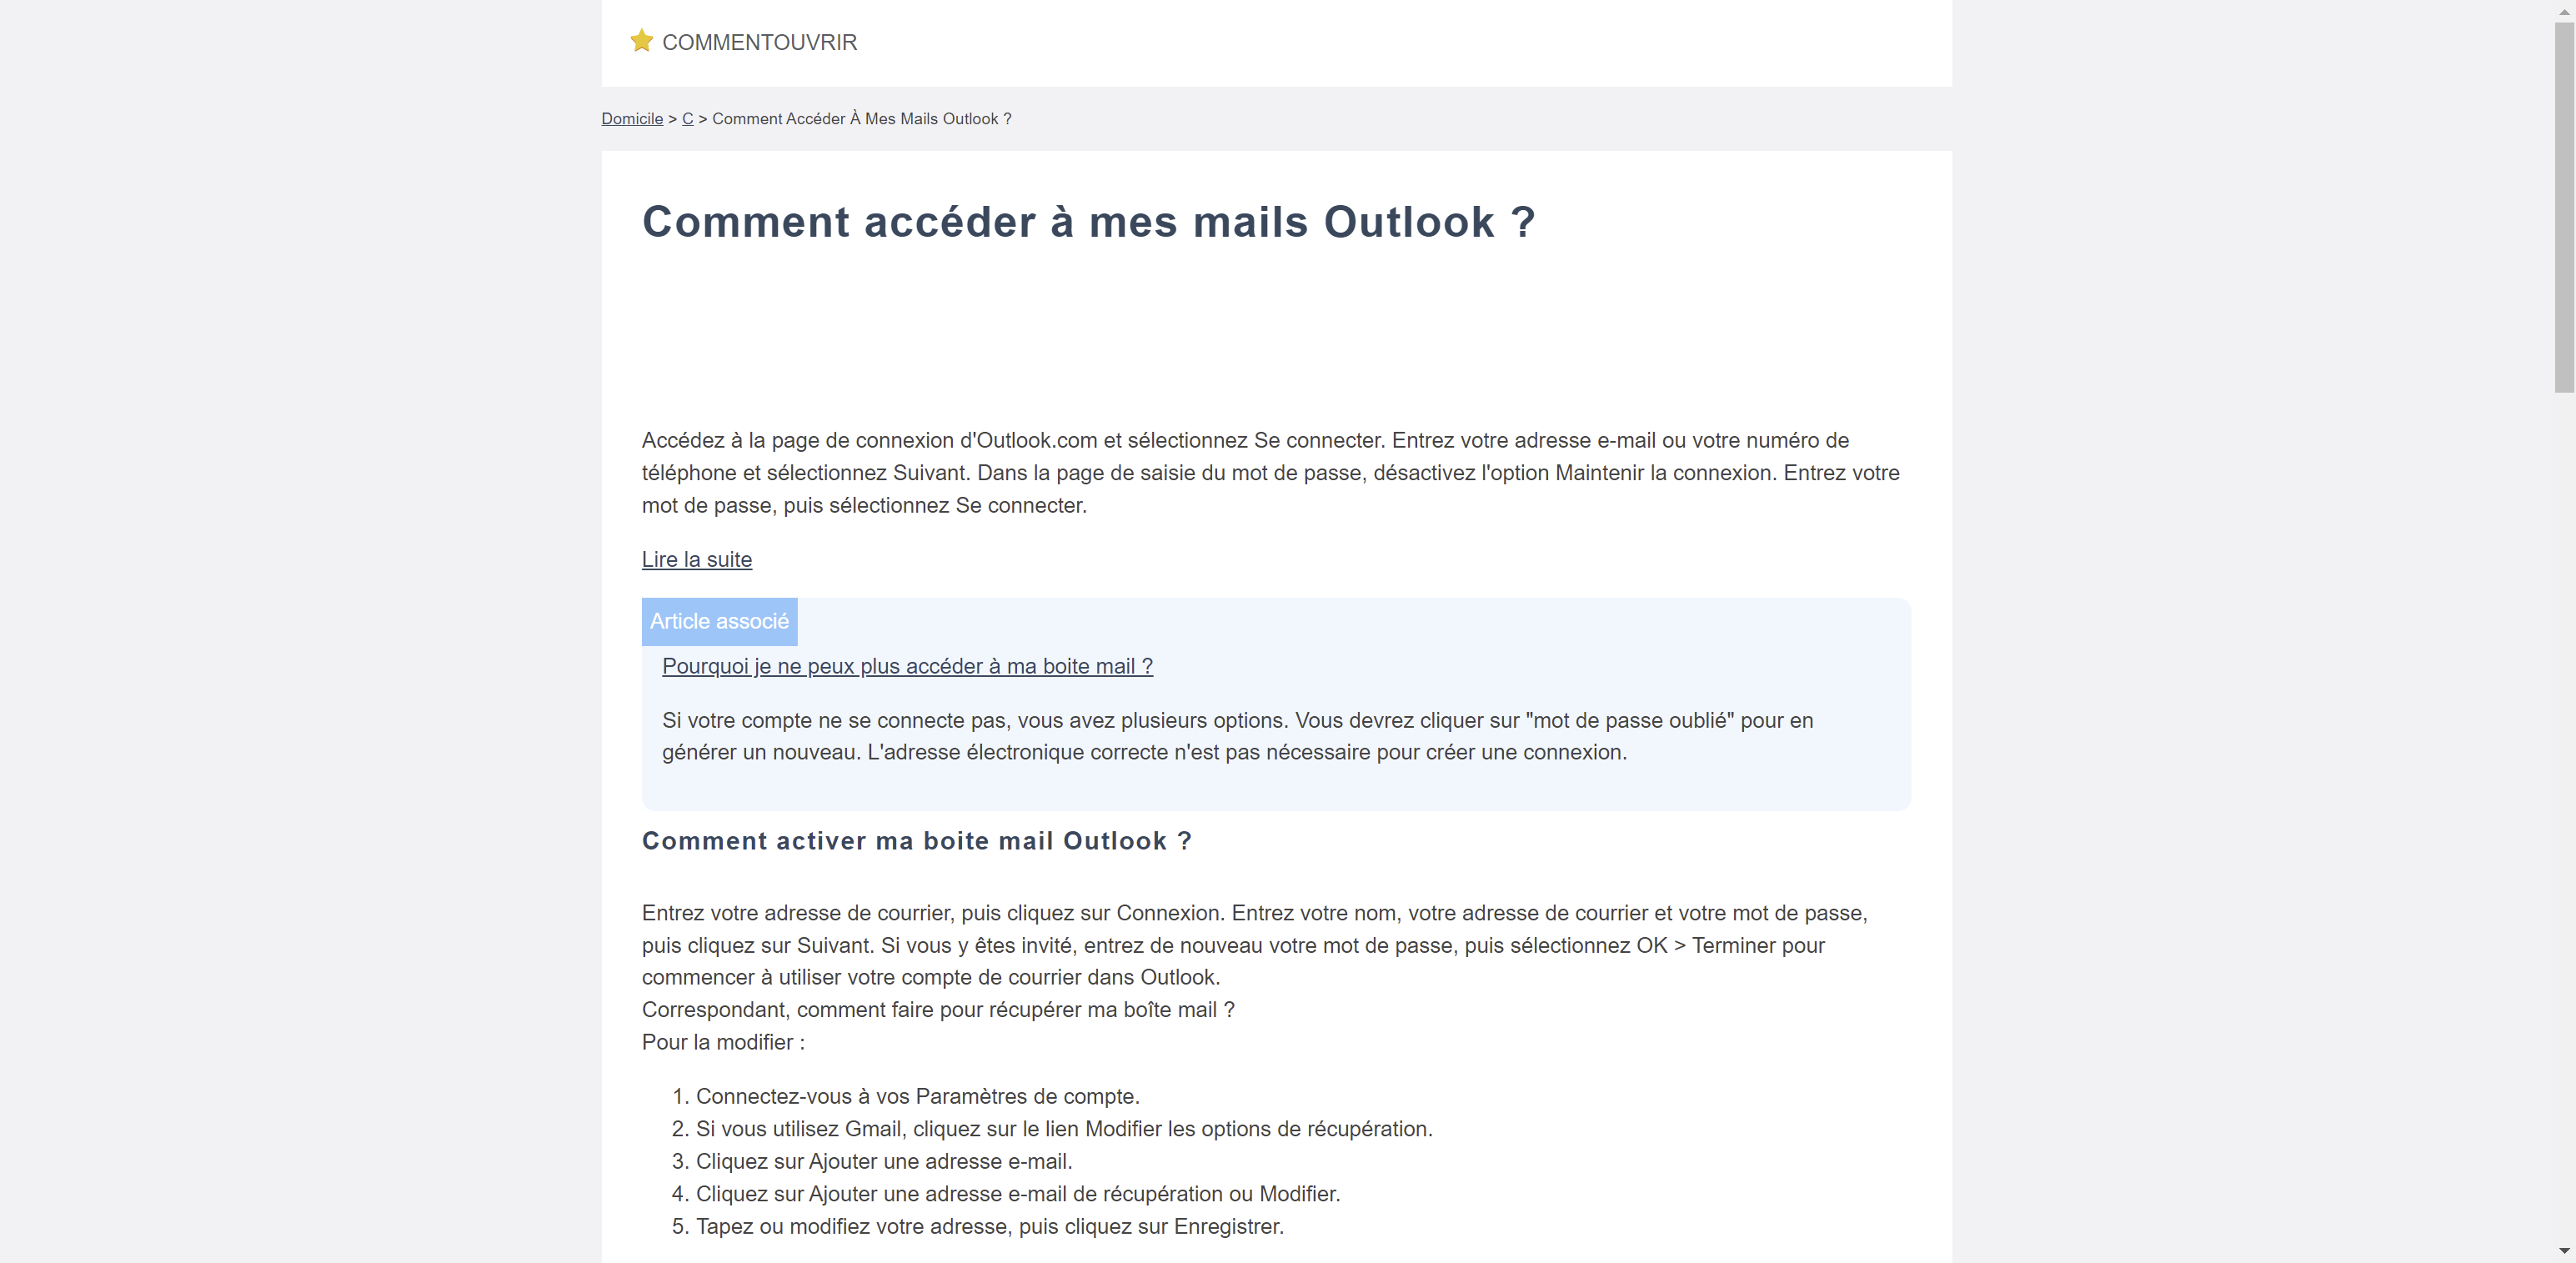 COMMENTOUVRIR
Domicile > C > Comment Accéder À Mes Mails Outlook ?
Comment accéder à mes mails Outlook ?
Accédez à la page de connexion d'Outlook.com et sélectionnez Se connecter. Entrez votre adresse e-mail ou votre numéro de
téléphone et sélectionnez Suivant. Dans la page de saisie du mot de passe, désactivez l'option Maintenir la connexion. Entrez votre
mot de passe, puis sélectionnez Se connecter.
Lire la suite
Article associé
Pourquoi je ne peux plus accéder à ma boite mail ?
Si votre compte ne se connecte pas, vous avez plusieurs options. Vous devrez cliquer sur "mot de passe oublié" pour en
générer un nouveau. L'adresse électronique correcte n'est pas nécessaire pour créer une connexion.
Comment activer ma boite mail Outlook ?
Entrez votre adresse de courrier, puis cliquez sur Connexion. Entrez votre nom, votre adresse de courrier et votre mot de passe,
puis cliquez sur Suivant. Si vous y êtes invité, entrez de nouveau votre mot de passe, puis sélectionnez OK > Terminer pour
commencer à utiliser votre compte de courrier dans Outlook.
Correspondant, comment faire pour récupérer ma boîte mail ?
Pour la modifier :
1. Connectez-vous à vos Paramètres de compte.
2. Si vous utilisez Gmail, cliquez sur le lien Modifier les options de récupération.
3. Cliquez sur Ajouter une adresse e-mail.
4. Cliquez sur Ajouter une adresse e-mail de récupération ou Modifier.
5. Tapez ou modifiez votre adresse, puis cliquez sur Enregistrer.